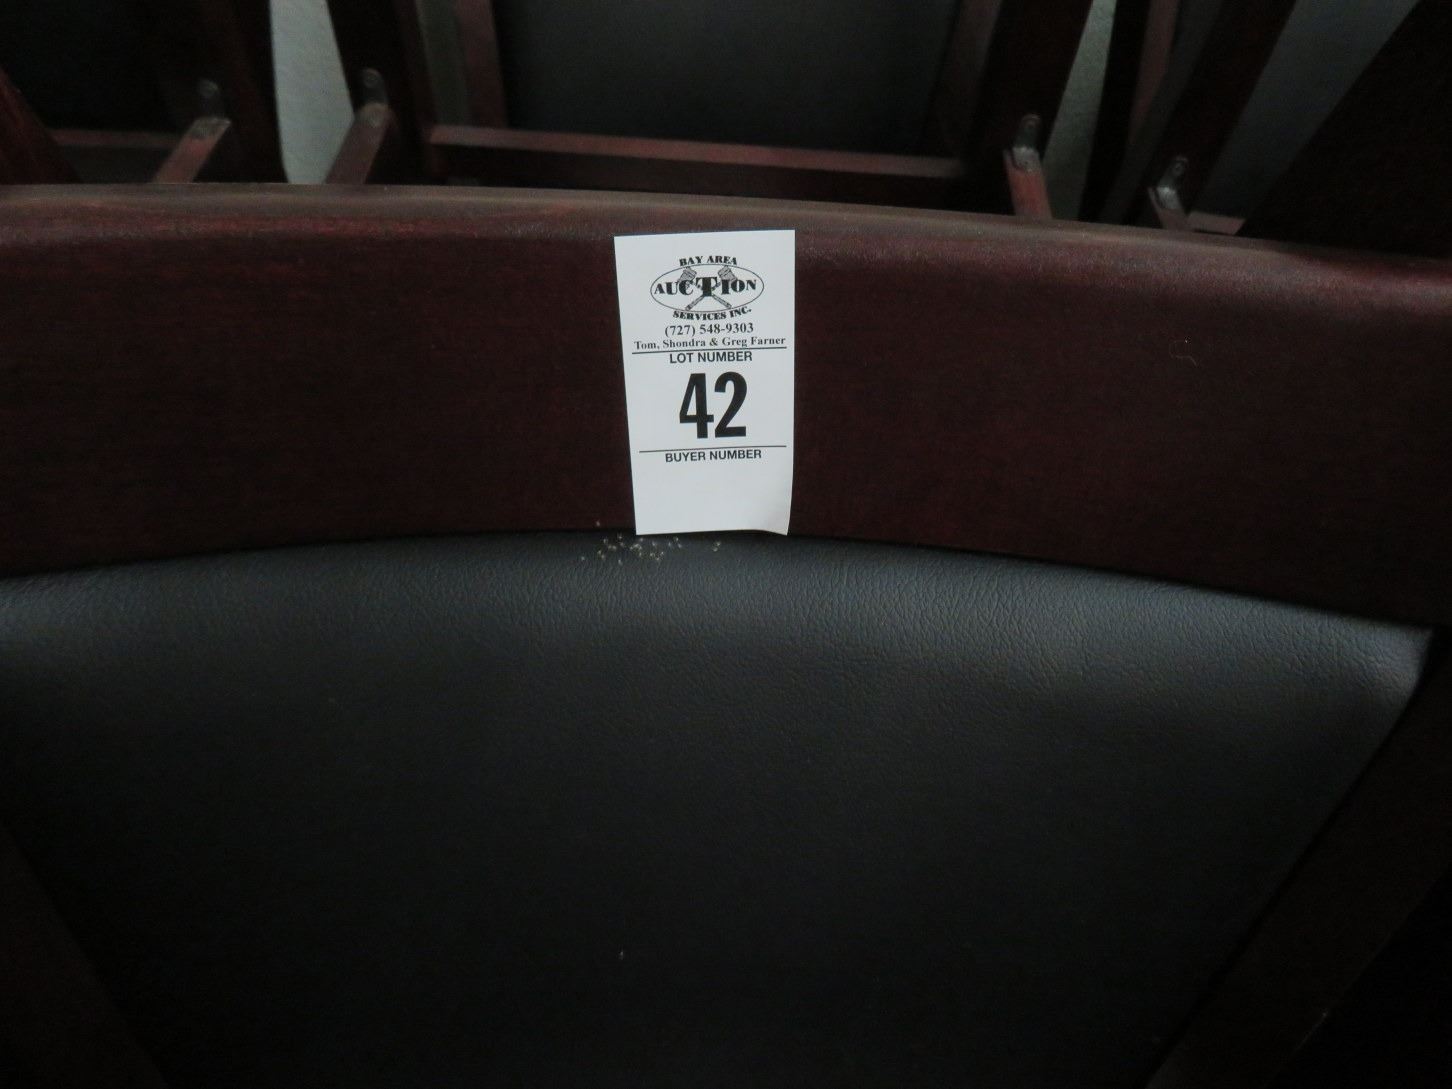 BAY AREA
AUCTION
SERVICES INC.
(727) 548-9303
Tom, Shondra & Greg Farner
LOT NUMBER
42
BUYER NUMBER